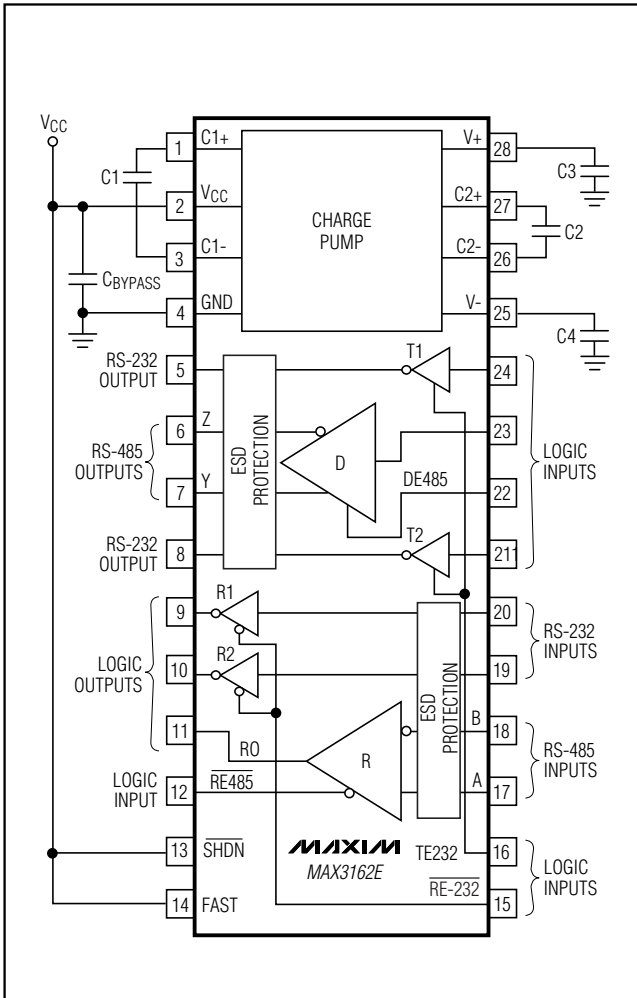 VCC
1 C1+ V+ 28
C1 C3
2 VCC C2+ 27
CHARGE
PUMP
C2
3 C1- C2- 26
CBYPASS
4 GND V- 25
C4
RS-232
OUTPUT
5 T1 24
6 Z 23
RS-485
OUTPUTS
ESD
PROTECTION
D
LOGIC
INPUTS
7 Y DE485 22
RS-232
OUTPUT
8 T2 211
9 R1 20
RS-232
INPUTS
10 R2 19
LOGIC
OUTPUTS
ESD
PROTECTION
B 18
11 RO R
RS-485
INPUTS
LOGIC
INPUT
12 RE485 A 17
13 SHDN MAXIM TE232 16
MAX3162E
LOGIC
INPUTS
14 FAST RE-232 15